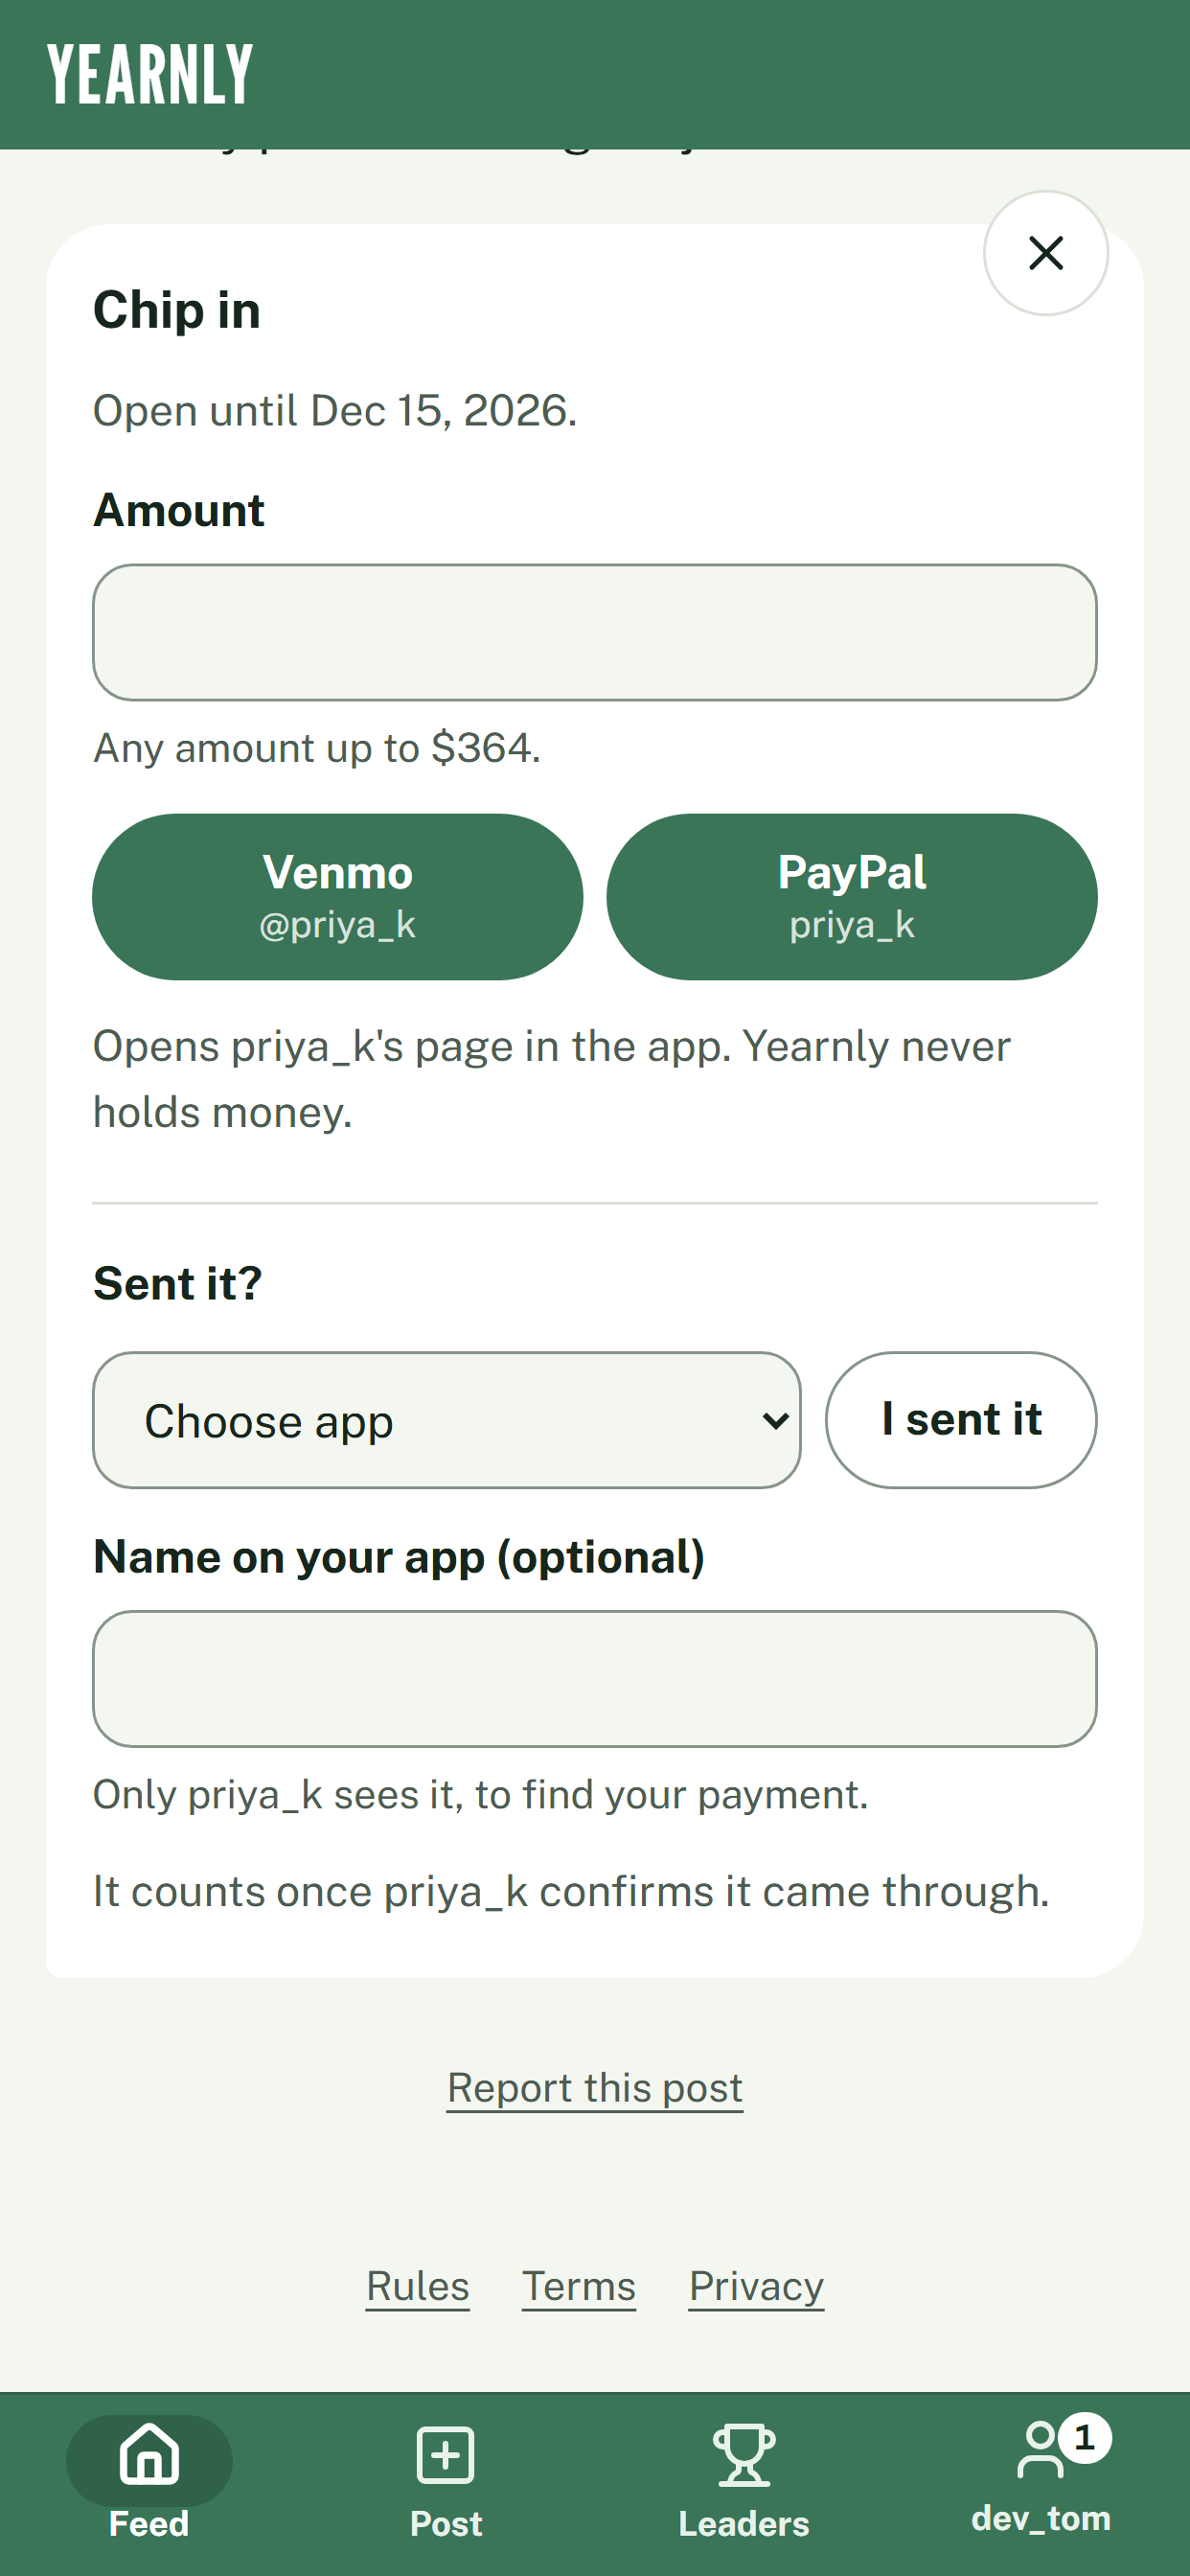 YEARNLY
Chip in
Open until Dec 15, 2026.
Amount
Any amount up to $364.
Venmo
@priya_k
PayPal
priya_k
Opens priya_k's page in the app. Yearnly never
holds money.
Sent it?
Choose app
I sent it
Name on your app (optional)
Only priya_k sees it, to find your payment.
It counts once priya_k confirms it came through.
Report this post
Rules Terms Privacy
1
Feed Post Leaders dev_tom